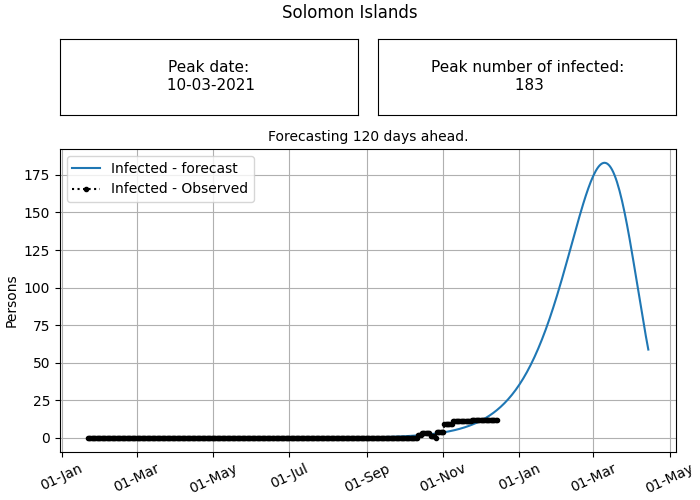 Solomon Islands
Peak date:
10-03-2021
Peak number of infected:
183
Forecasting 120 days ahead.
Infected - forecast
Infected - Observed
Persons
175
150
125
100
75
50
25
0
01-Jan
01-Mar
01-May
01-Jul
01-Sep
01-Nov
01-Jan
01-Mar
01-May